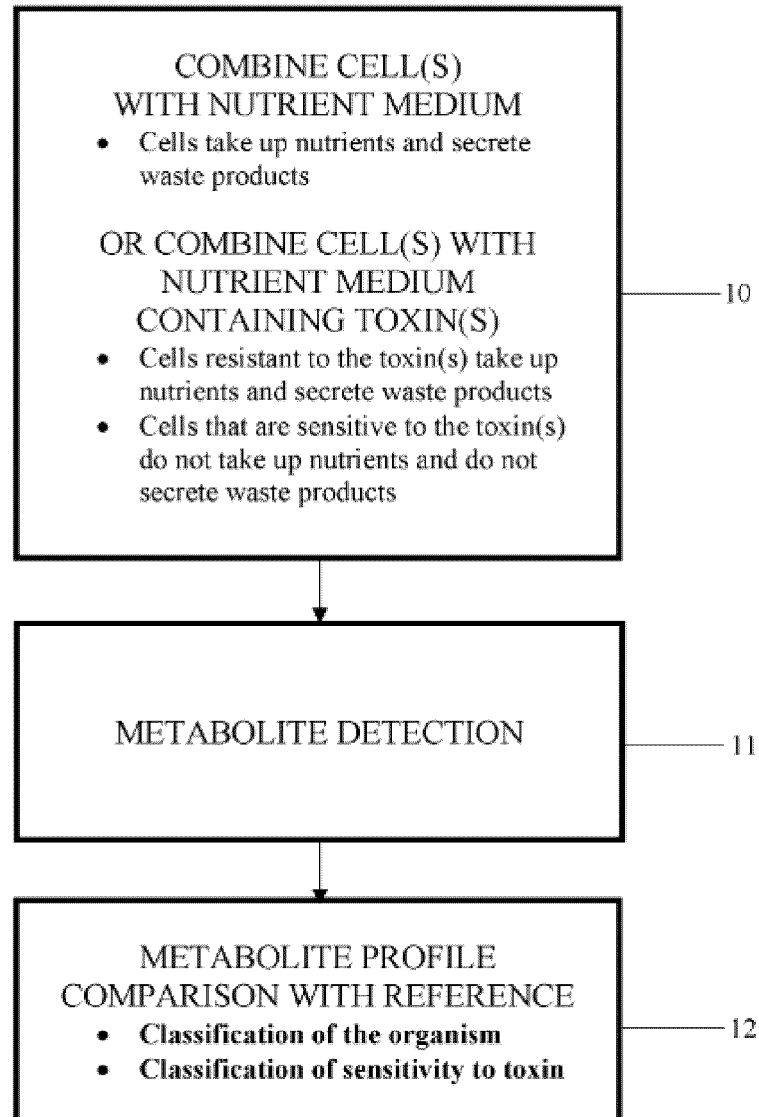 COMBINE CELL(S)
WITH NUTRIENT MEDIUM
• Cells take up nutrients and secrete
waste products
OR COMBINE CELL(S) WITH
NUTRIENT MEDIUM
CONTAINING TOXIN(S)
• Cells resistant to the toxin(s) take up
nutrients and secrete waste products
• Cells that are sensitive to the toxin(s)
do not take up nutrients and do not
secrete waste products
10
METABOLITE DETECTION
11
METABOLITE PROFILE
COMPARISON WITH REFERENCE
• Classification of the organism
• Classification of sensitivity to toxin
12